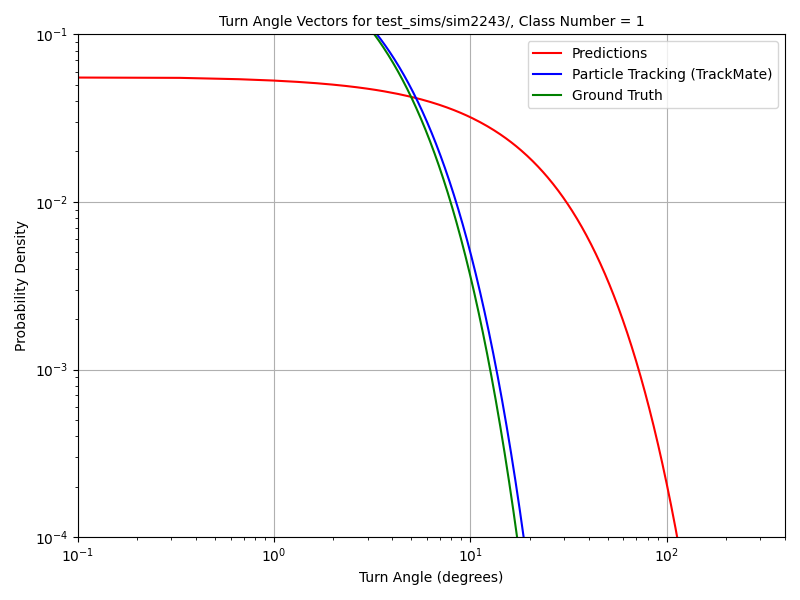 Turn Angle Vectors for test_sims/sim2243/, Class Number = 1
Predictions
Particle Tracking (TrackMate)
Ground Truth
Probability Density
10⁻¹
10⁻²
10⁻³
10⁻⁴
10⁻¹ 10⁰ 10¹ 10²
Turn Angle (degrees)